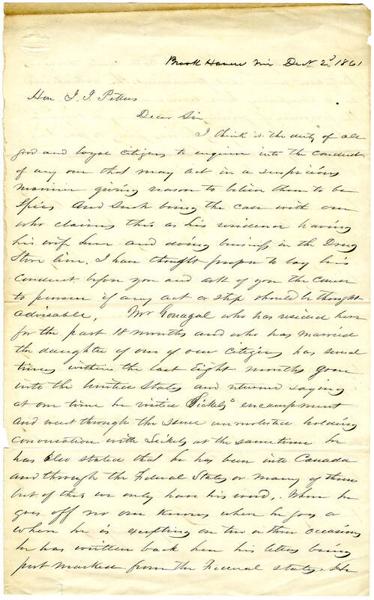 Brook Haven Miss Dec 2d 1861
Hon J. J. Pettus
Dear Sir
I think it the duty of all
good and loyal citizens to enquire into the conduct
of any one that may act in a suspicious
manner giving reason to believe them to be
Spies And Such being the case with one
who claims this as his residence having
his wife here and doing business in the Drug
Store line, I have thought proper to lay his
conduct before you and ask of you the course
to pursue if any act or step should be thought
advisable. Mr who has resided here
for the past 18 months and who has married
the daughter of one of our citizens has several
times within the last Eight months gone
into the United States and returned saying
at one time he visited Sickels encampment
and went through the same unmolested holding
Conversation with Sickels at the same time he
has also stated that he has been into Canada
and through the Federal States or many of them
but of this we only have his word. When he
goes off no one knows where he goes or
where he is excepting on two or three occasions
he has written back here his letters being
post marked from the Federal states. He